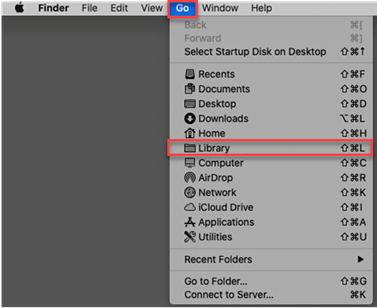 Finder File Edit View Go Window Help
Back ⌘[
Forward ⌘]
Select Startup Disk on Desktop ⇧⌘↑
Recents ⇧⌘F
Documents ⇧⌘O
Desktop ⇧⌘D
Downloads ⌥⌘L
Home ⇧⌘H
Library ⇧⌘L
Computer ⇧⌘C
AirDrop ⇧⌘R
Network ⇧⌘K
iCloud Drive ⇧⌘I
Applications ⇧⌘A
Utilities ⇧⌘U
Recent Folders
Go to Folder... ⇧⌘G
Connect to Server... ⌘K